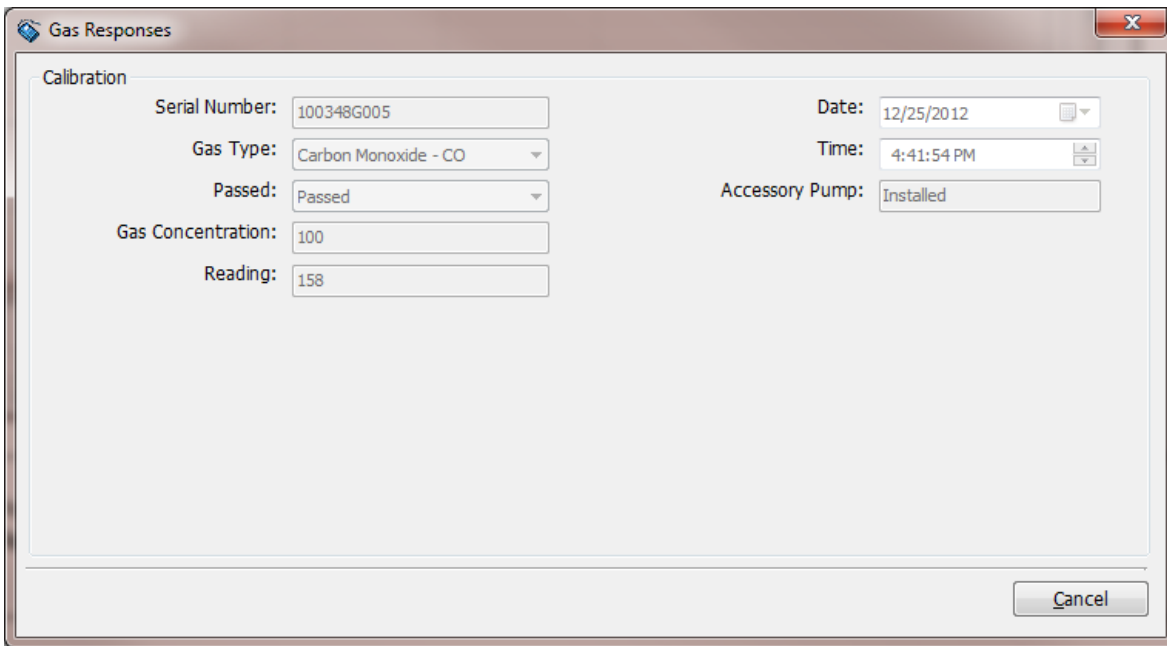 Gas Responses
Calibration
Serial Number: 100348G005
Date: 12/25/2012
Gas Type: Carbon Monoxide - CO
Time: 4:41:54 PM
Passed: Passed
Accessory Pump: Installed
Gas Concentration: 100
Reading: 158
Cancel